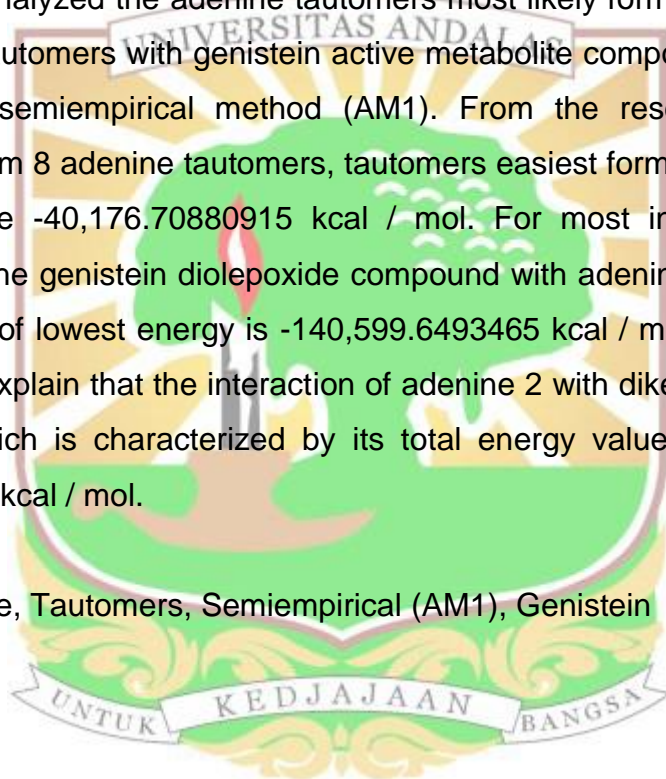 nalyzed the adenine tautomers most likely form
UNIVERSITAS ANDALAS
utomers with genistein active metabolite compo
semiempirical method (AM1). From the res
m 8 adenine tautomers, tautomers easiest form
e -40,176.70880915 kcal / mol. For most in
he genistein diolepoxide compound with adenin
of lowest energy is -140,599.6493465 kcal / m
xplain that the interaction of adenine 2 with dike
ich is characterized by its total energy value
kcal / mol.
e, Tautomers, Semiempirical (AM1), Genistein
UNTUK KEDJAJAAN BANGSA